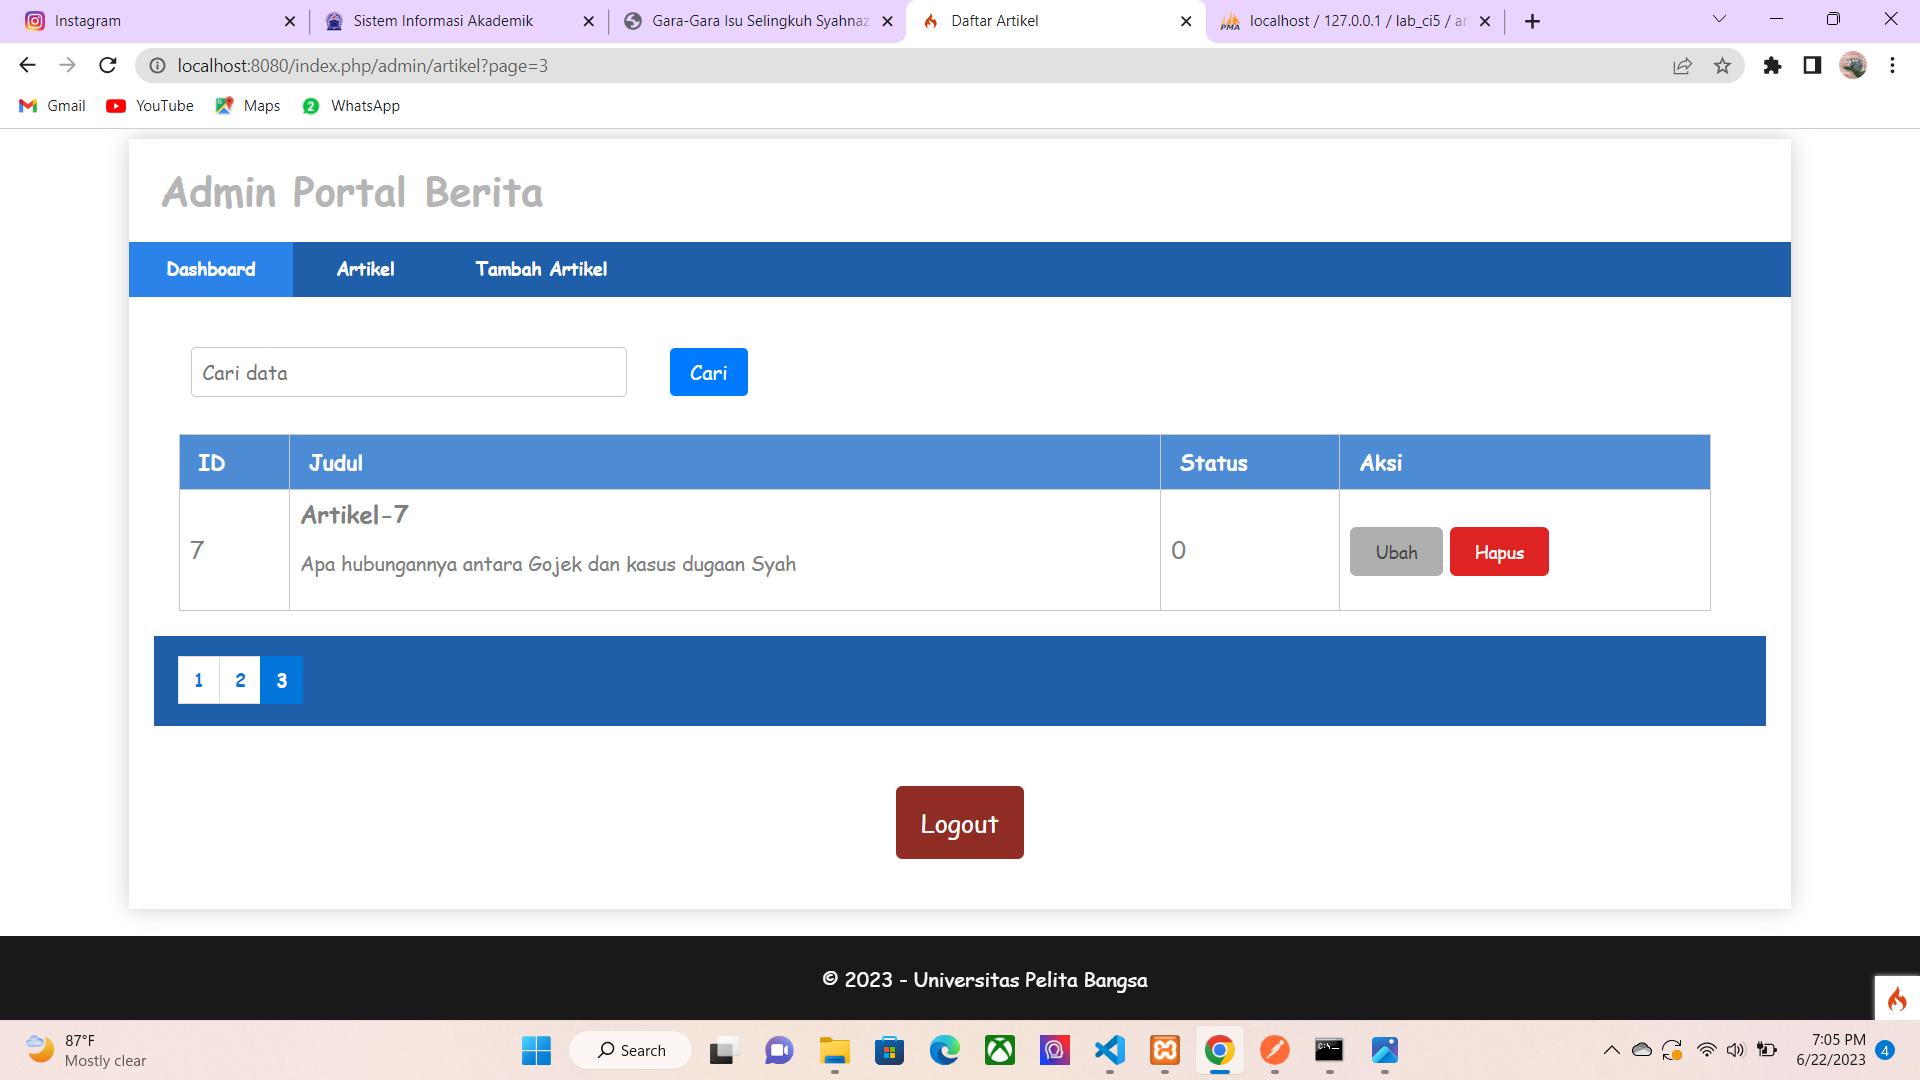 Instagram
Sistem Informasi Akademik
Gara-Gara Isu Selingkuh Syahnaz
Daftar Artikel
PMA
localhost / 127.0.0.1 / lab_ci5 / ar
localhost:8080/index.php/admin/artikel?page=3
Gmail
YouTube
Maps
2
WhatsApp
Admin Portal Berita
Dashboard
Artikel
Tambah Artikel
Cari data
Cari
ID
Judul
Status
Aksi
7
Artikel-7
Apa hubungannya antara Gojek dan kasus dugaan Syah
0
Ubah
Hapus
1
2
3
Logout
© 2023 - Universitas Pelita Bangsa
87°F
Mostly clear
Search
7:05 PM
6/22/2023
4